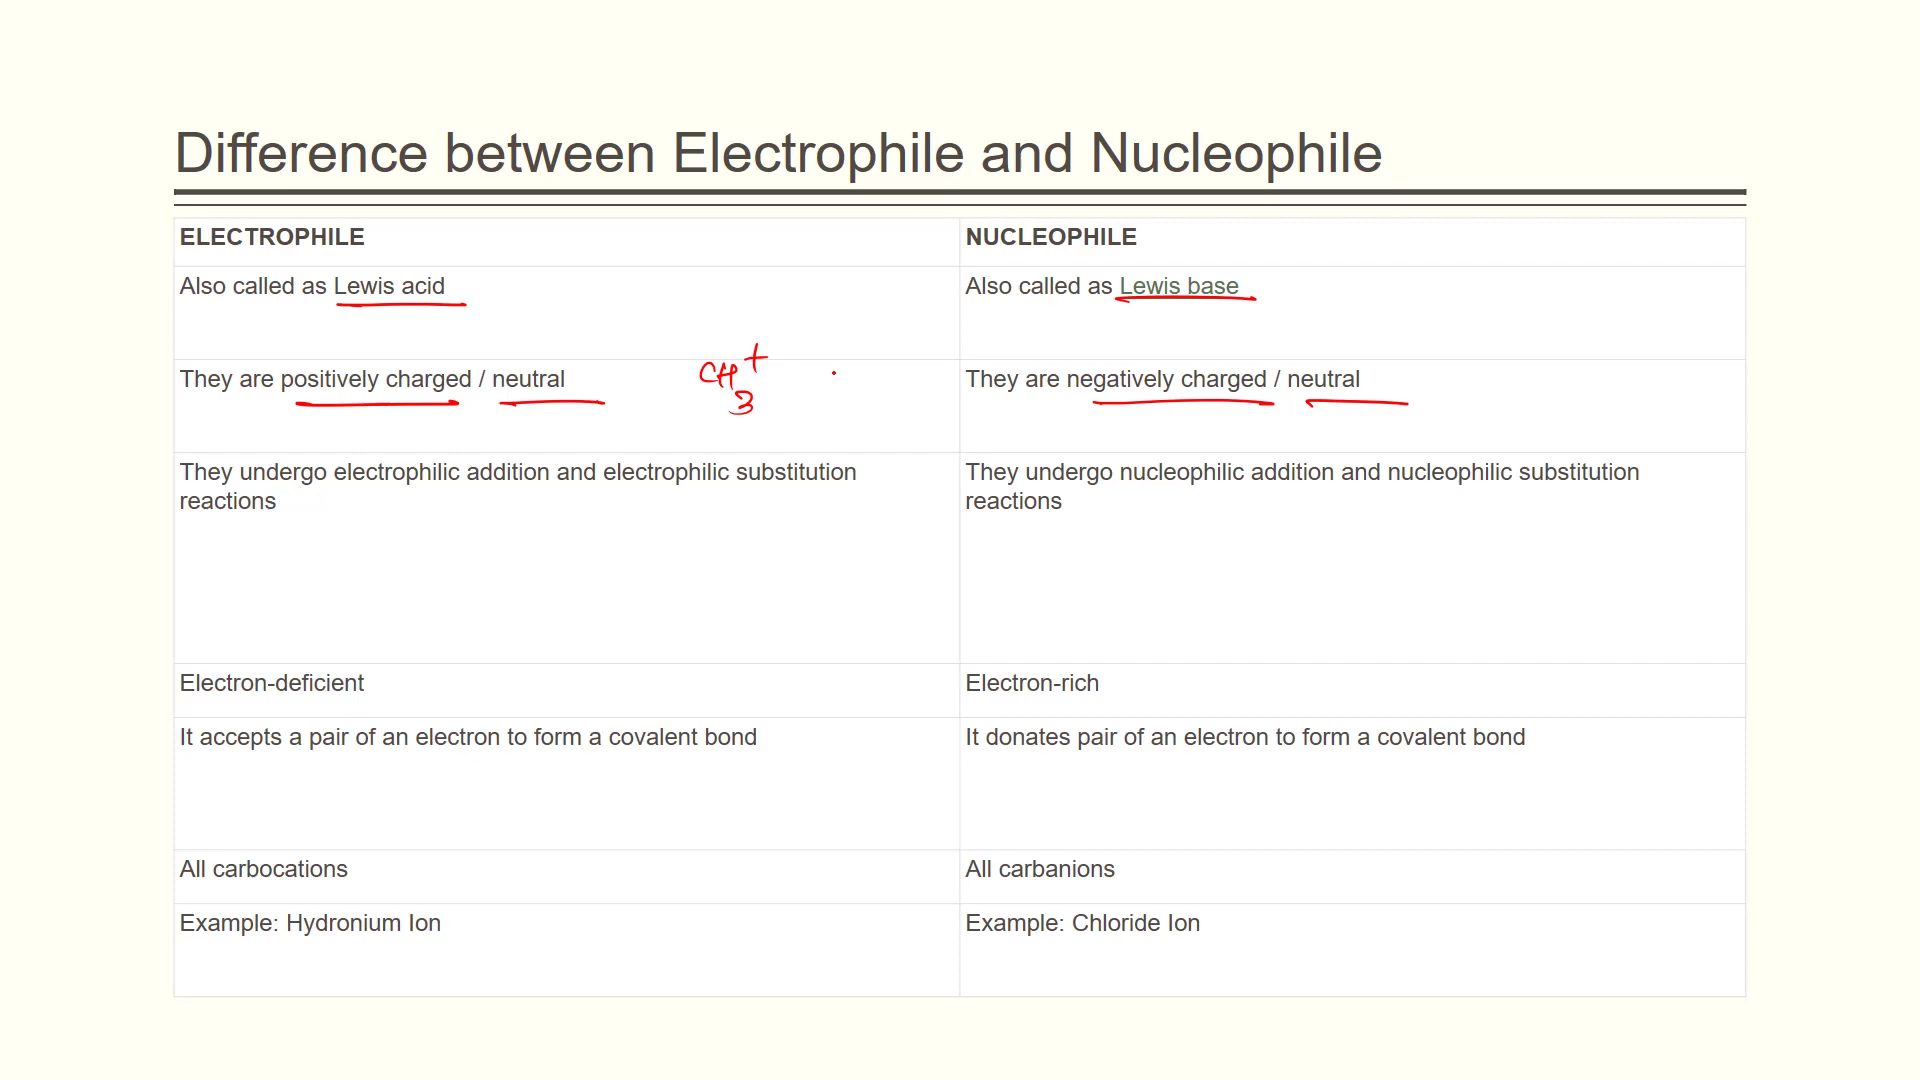 Difference between Electrophile and Nucleophile
ELECTROPHILE
NUCLEOPHILE
Also called as Lewis acid
Also called as Lewis base
They are positively charged / neutral
CH3+
They are negatively charged / neutral
They undergo electrophilic addition and electrophilic substitution
reactions
They undergo nucleophilic addition and nucleophilic substitution
reactions
Electron-deficient
Electron-rich
It accepts a pair of an electron to form a covalent bond
It donates pair of an electron to form a covalent bond
All carbocations
All carbanions
Example: Hydronium Ion
Example: Chloride Ion